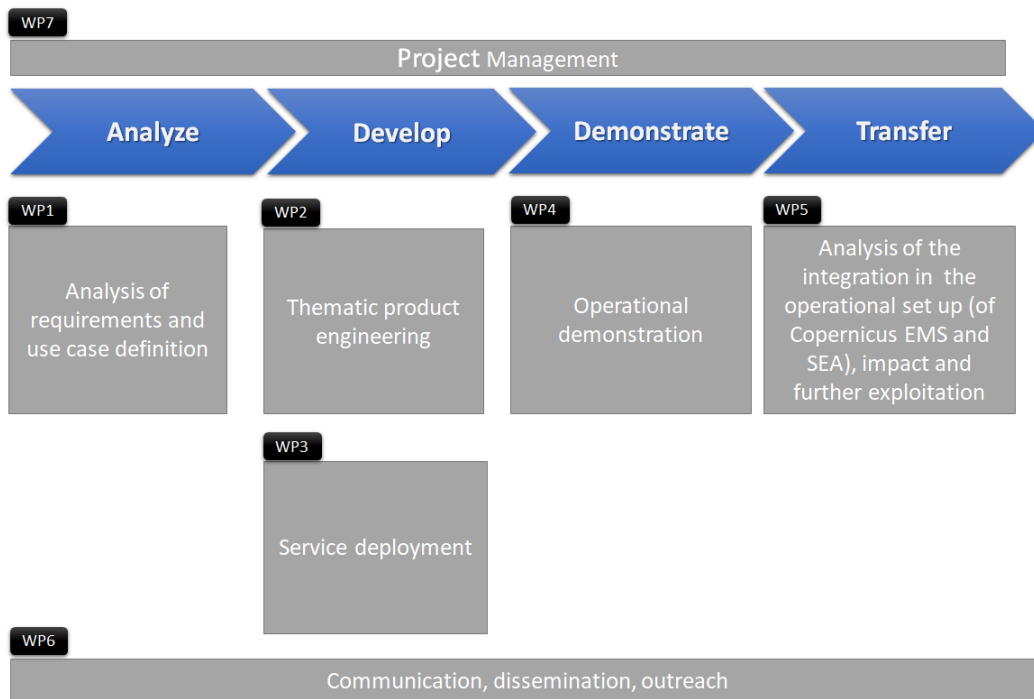 WP7
Project Management
Analyze
Develop
Demonstrate
Transfer
WP1
Analysis of
requirements and
use case definition
WP2
Thematic product
engineering
WP4
Operational
demonstration
WP5
Analysis of the
integration in the
operational set up (of
Copernicus EMS and
SEA), impact and
further exploitation
WP3
Service deployment
WP6
Communication, dissemination, outreach